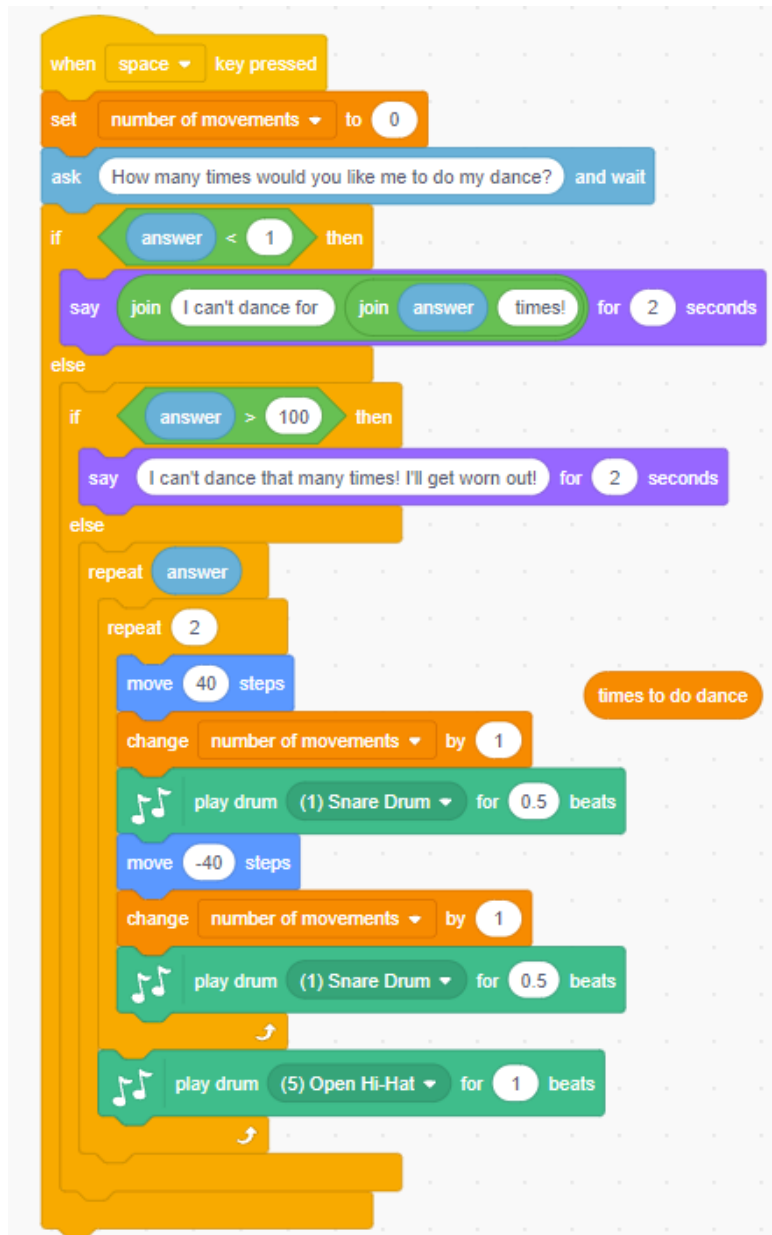 when space key pressed
set number of movements to 0
ask How many times would you like me to do my dance? and wait
if answer < 1 then
say join I can't dance for join answer times! for 2 seconds
else
if answer > 100 then
say I can't dance that many times! I'll get worn out! for 2 seconds
else
repeat answer
repeat 2
move 40 steps
times to do dance
change number of movements by 1
play drum (1) Snare Drum for 0.5 beats
move -40 steps
change number of movements by 1
play drum (1) Snare Drum for 0.5 beats
play drum (5) Open Hi-Hat for 1 beats